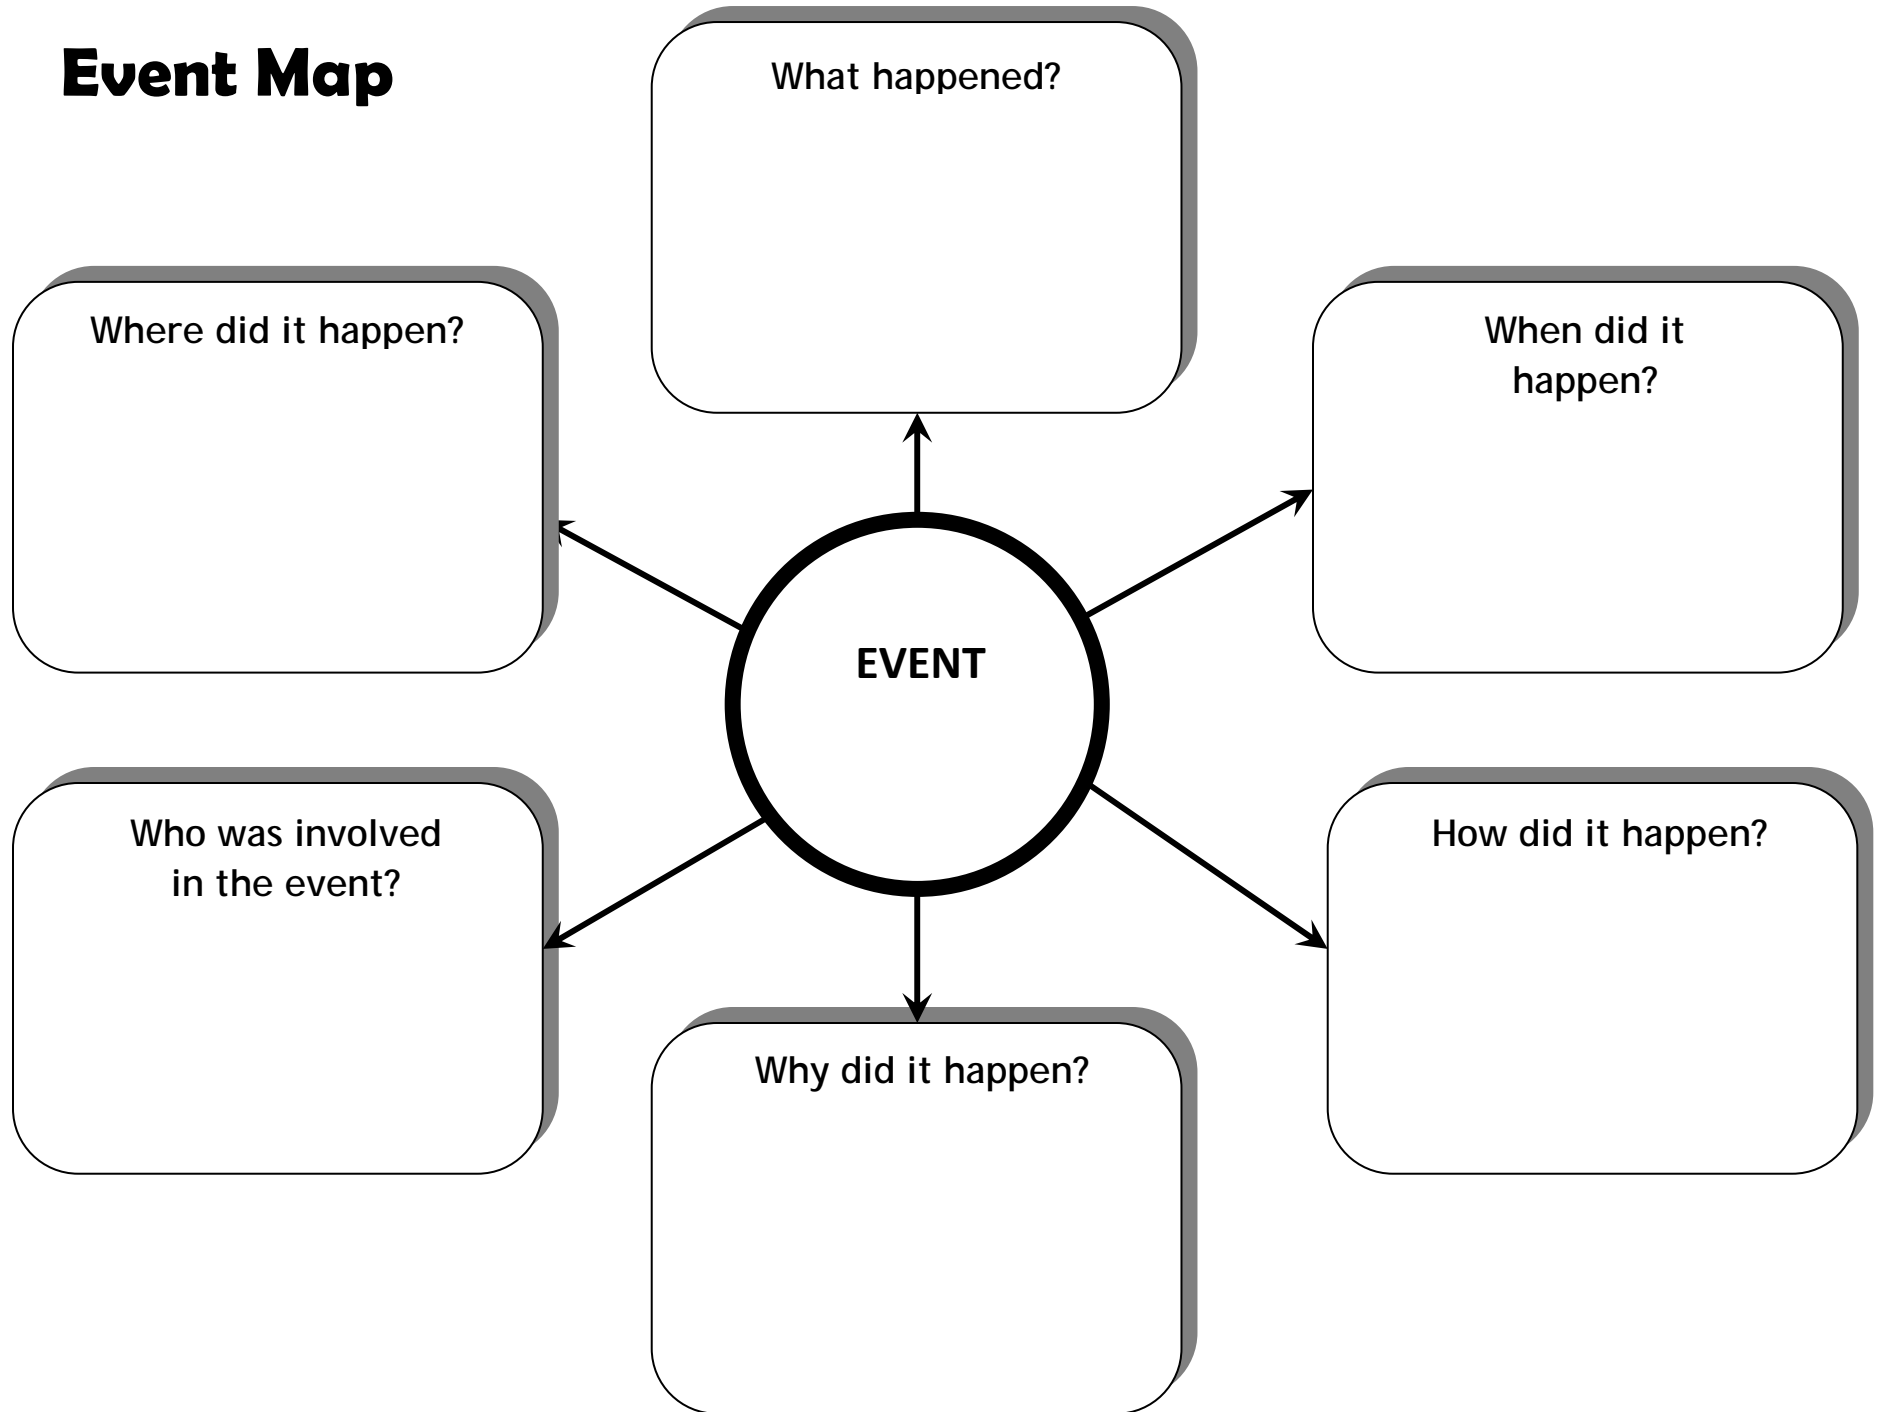 Event Map
What happened?
Where did it happen?
When did it
happen?
EVENT
Who was involved
in the event?
How did it happen?
Why did it happen?